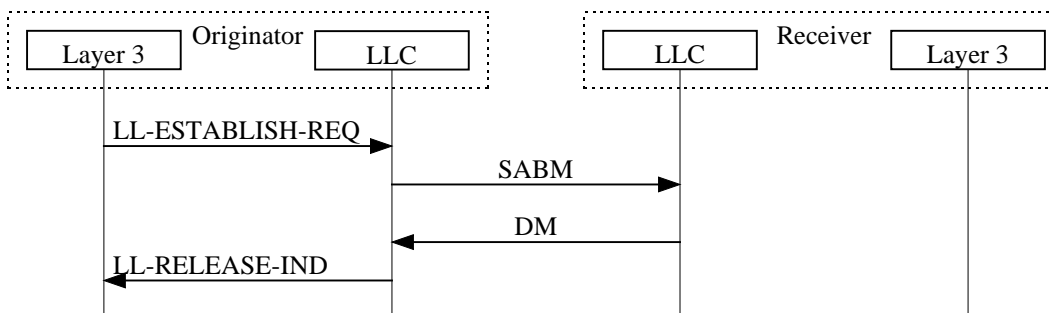 Originator
Receiver
Layer 3
LLC
LLC
Layer 3
LL-ESTABLISH-REQ
SABM
DM
LL-RELEASE-IND